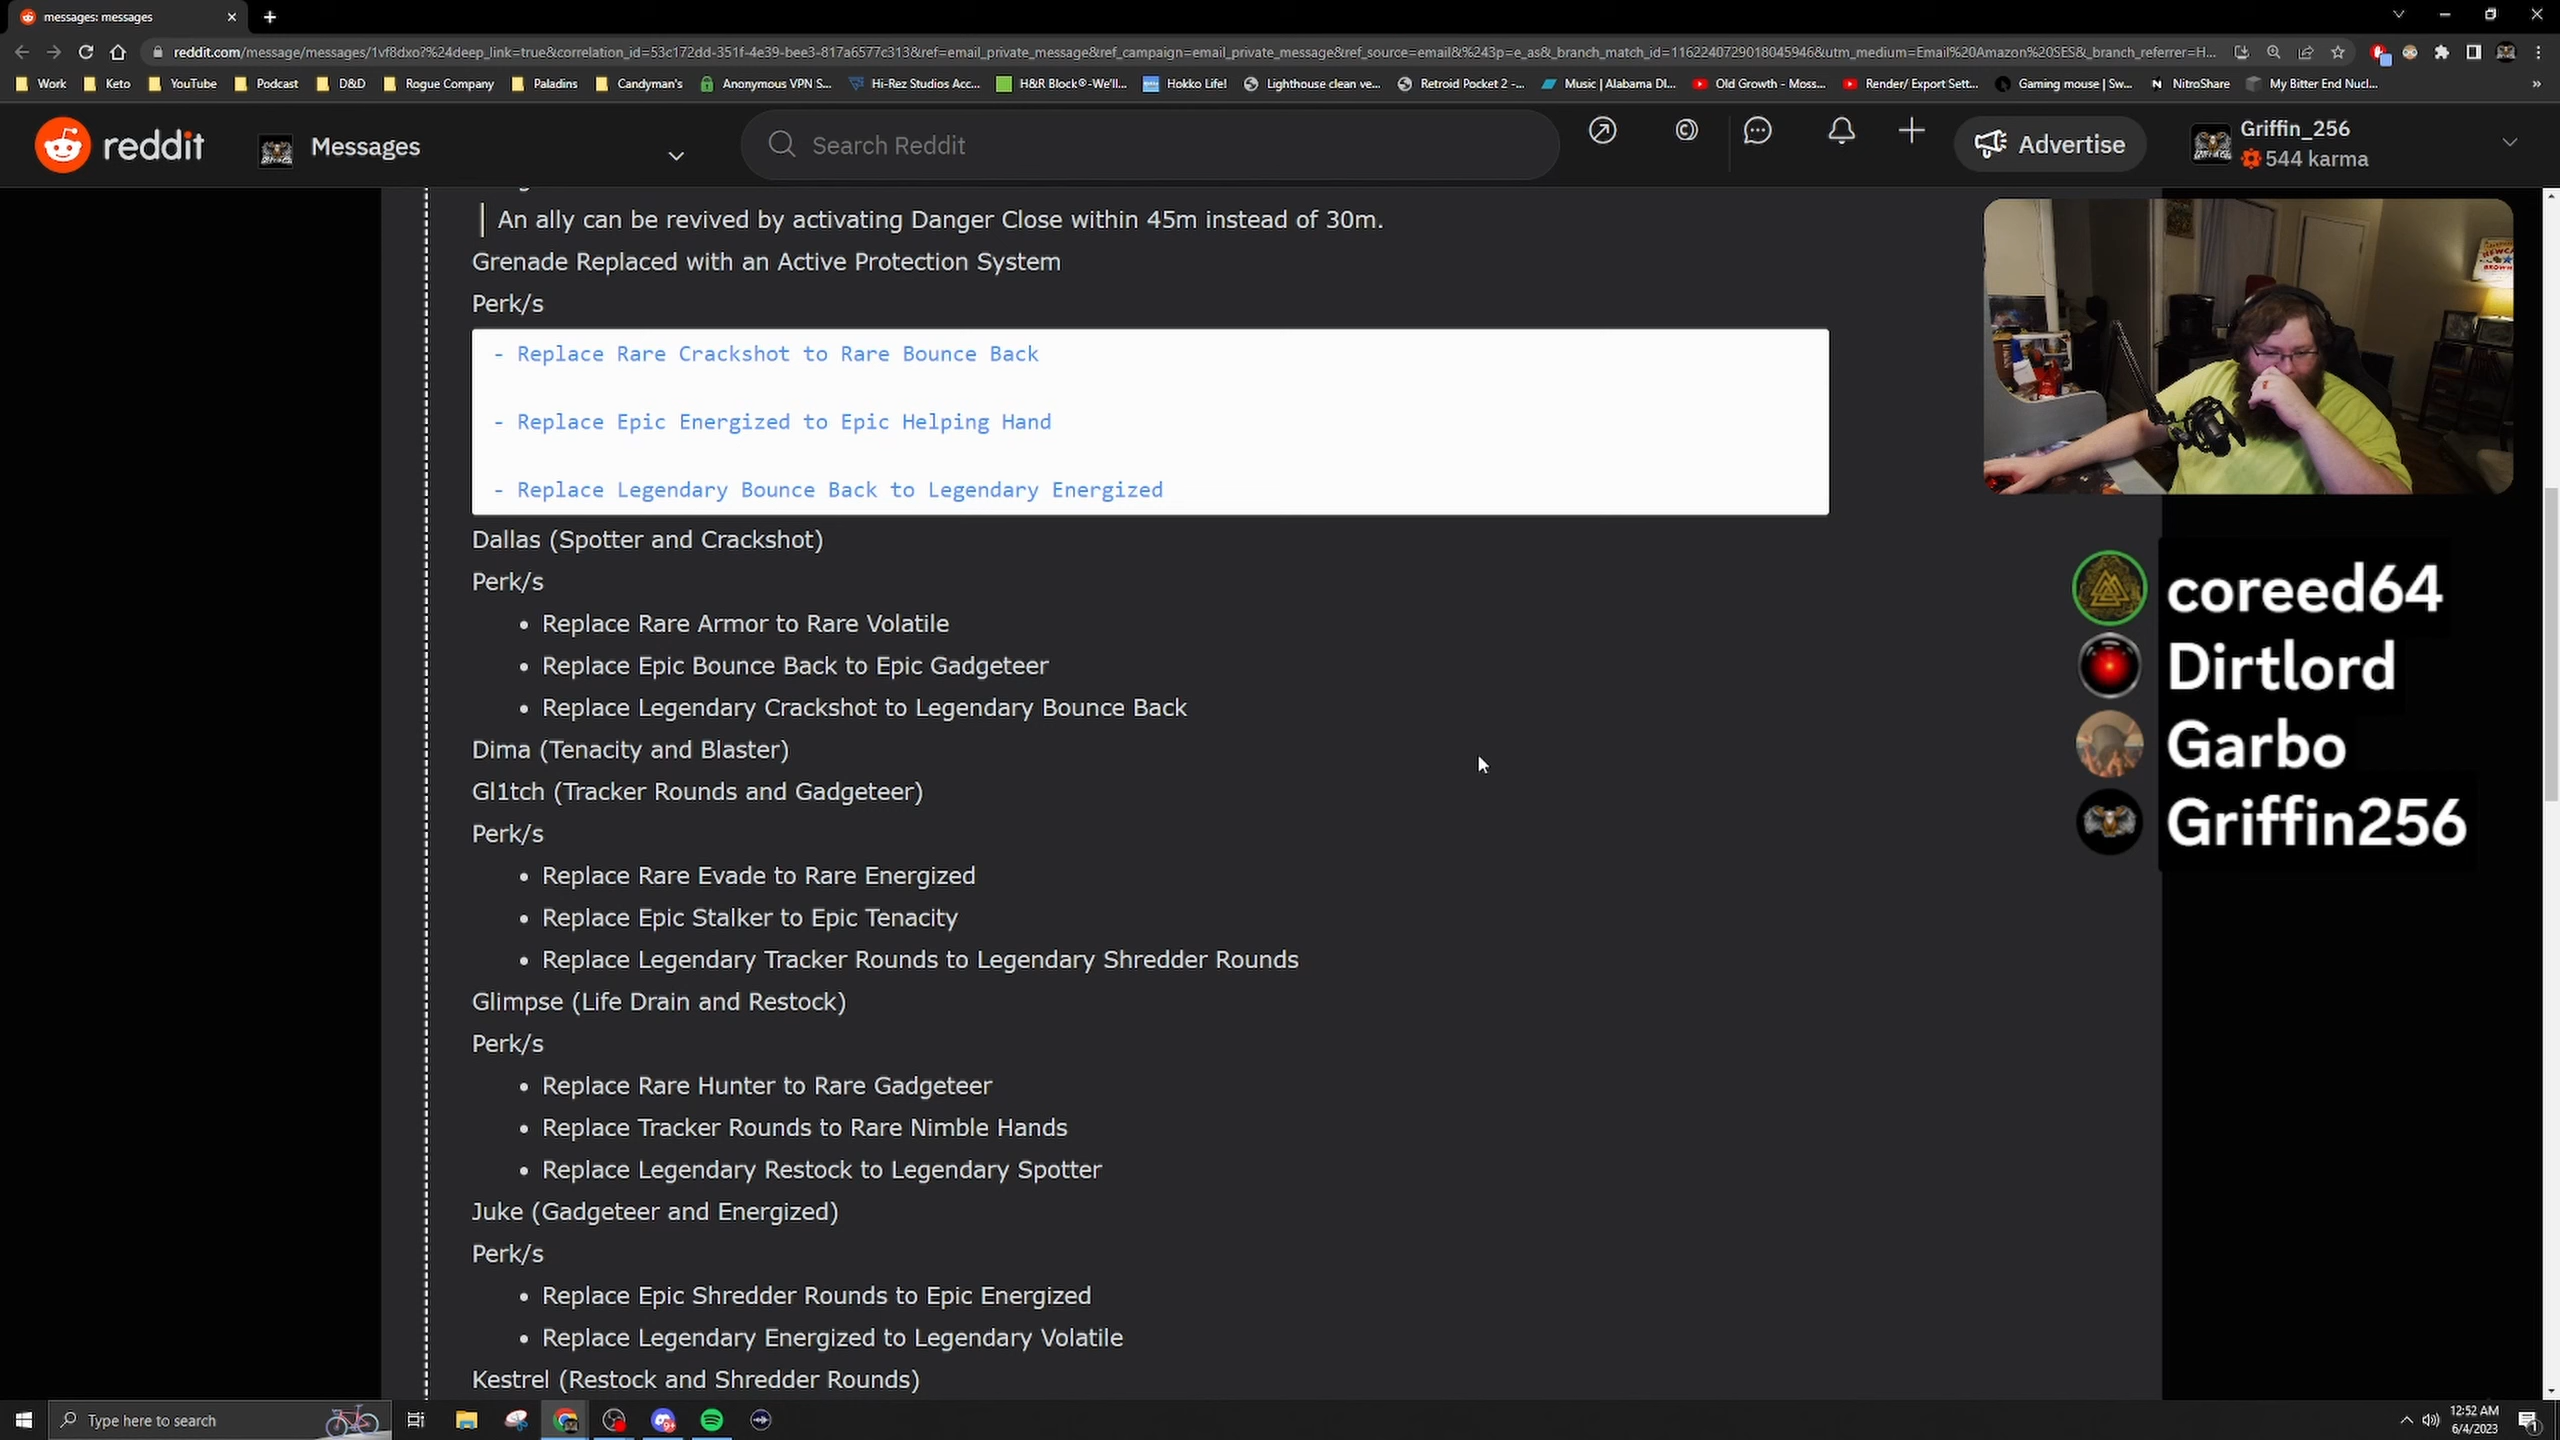 messages: messages
reddit.com/message/messages/1vf8dxo?%24deep_link=true&correlation_id=53c172dd-351f-4e39-bee3-817a6577c313&ref=email_private_message&ref_campaign=email_private_message&ref_source=email&%243p=e_as&_branch_match_id=1162240729018045946&utm_medium=Email%20Amazon%20SES&_branch_referrer=H...
Work Keto YouTube Podcast D&D Rogue Company Paladins Candyman's Anonymous VPN S... Hi-Rez Studios Acc... H&R Block®-We'll... Hokko Life! Lighthouse clean ve... Retroid Pocket 2 -... Music | Alabama DI... Old Growth - Moss... Render/ Export Sett... Gaming mouse | Sw... NitroShare My Bitter End Nucl... »
reddit Messages Search Reddit Advertise Griffin_256
544 karma
An ally can be revived by activating Danger Close within 45m instead of 30m.
Grenade Replaced with an Active Protection System
Perk/s
- Replace Rare Crackshot to Rare Bounce Back
- Replace Epic Energized to Epic Helping Hand
- Replace Legendary Bounce Back to Legendary Energized
Dallas (Spotter and Crackshot)
Perk/s
• Replace Rare Armor to Rare Volatile
• Replace Epic Bounce Back to Epic Gadgeteer
• Replace Legendary Crackshot to Legendary Bounce Back
Dima (Tenacity and Blaster)
Gl1tch (Tracker Rounds and Gadgeteer)
Perk/s
• Replace Rare Evade to Rare Energized
• Replace Epic Stalker to Epic Tenacity
• Replace Legendary Tracker Rounds to Legendary Shredder Rounds
Glimpse (Life Drain and Restock)
Perk/s
• Replace Rare Hunter to Rare Gadgeteer
• Replace Tracker Rounds to Rare Nimble Hands
• Replace Legendary Restock to Legendary Spotter
Juke (Gadgeteer and Energized)
Perk/s
• Replace Epic Shredder Rounds to Epic Energized
• Replace Legendary Energized to Legendary Volatile
Kestrel (Restock and Shredder Rounds)
coreed64
Dirtlord
Garbo
Griffin256
Type here to search
12:52 AM
6/4/2023